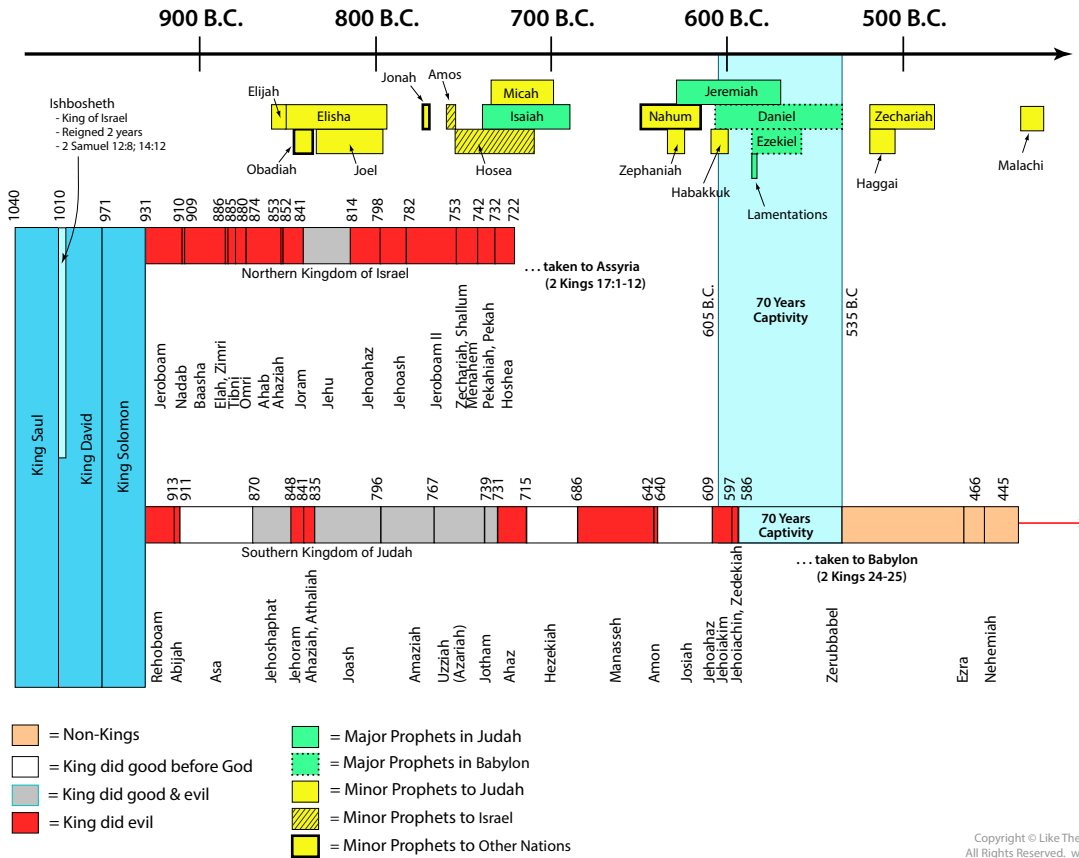 900 B.C.
800 B.C.
700 B.C.
600 B.C.
500 B.C.
Ishbosheth
- King of Israel
- Reigned 2 years
- 2 Samuel 12:8; 14:12
Elijah
Elisha
Obadiah
Joel
Jonah
Amos
Hosea
Micah
Isaiah
Jeremiah
Nahum
Daniel
Ezekiel
Zephaniah
Habakkuk
Lamentations
Zechariah
Haggai
Malachi
1040
1010
971
931
910
909
886
885
880
874
853
852
841
814
798
782
753
742
732
722
Northern Kingdom of Israel
. . . taken to Assyria
(2 Kings 17:1-12)
605 B.C.
70 Years
Captivity
535 B.C
King Saul
King David
King Solomon
Jeroboam
Nadab
Baasha
Elah, Zimri
Tibni
Omri
Ahab
Ahaziah
Joram
Jehu
Jehoahaz
Jehoash
Jeroboam II
Zechariah, Shallum
Menahem
Pekahiah, Pekah
Hoshea
913
911
870
848
841
835
796
767
739
731
715
686
642
640
609
597
586
466
445
70 Years
Captivity
Southern Kingdom of Judah
. . . taken to Babylon
(2 Kings 24-25)
Rehoboam
Abijah
Asa
Jehoshaphat
Jehoram
Ahaziah, Athaliah
Joash
Amaziah
Uzziah
(Azariah)
Jotham
Ahaz
Hezekiah
Manasseh
Amon
Josiah
Jehoahaz
Jehoiakim
Jehoiachin, Zedekiah
Zerubbabel
Ezra
Nehemiah
= Non-Kings
= King did good before God
= King did good & evil
= King did evil
= Major Prophets in Judah
= Major Prophets in Babylon
= Minor Prophets to Judah
= Minor Prophets to Israel
= Minor Prophets to Other Nations
Copyright © Like The
All Rights Reserved. w